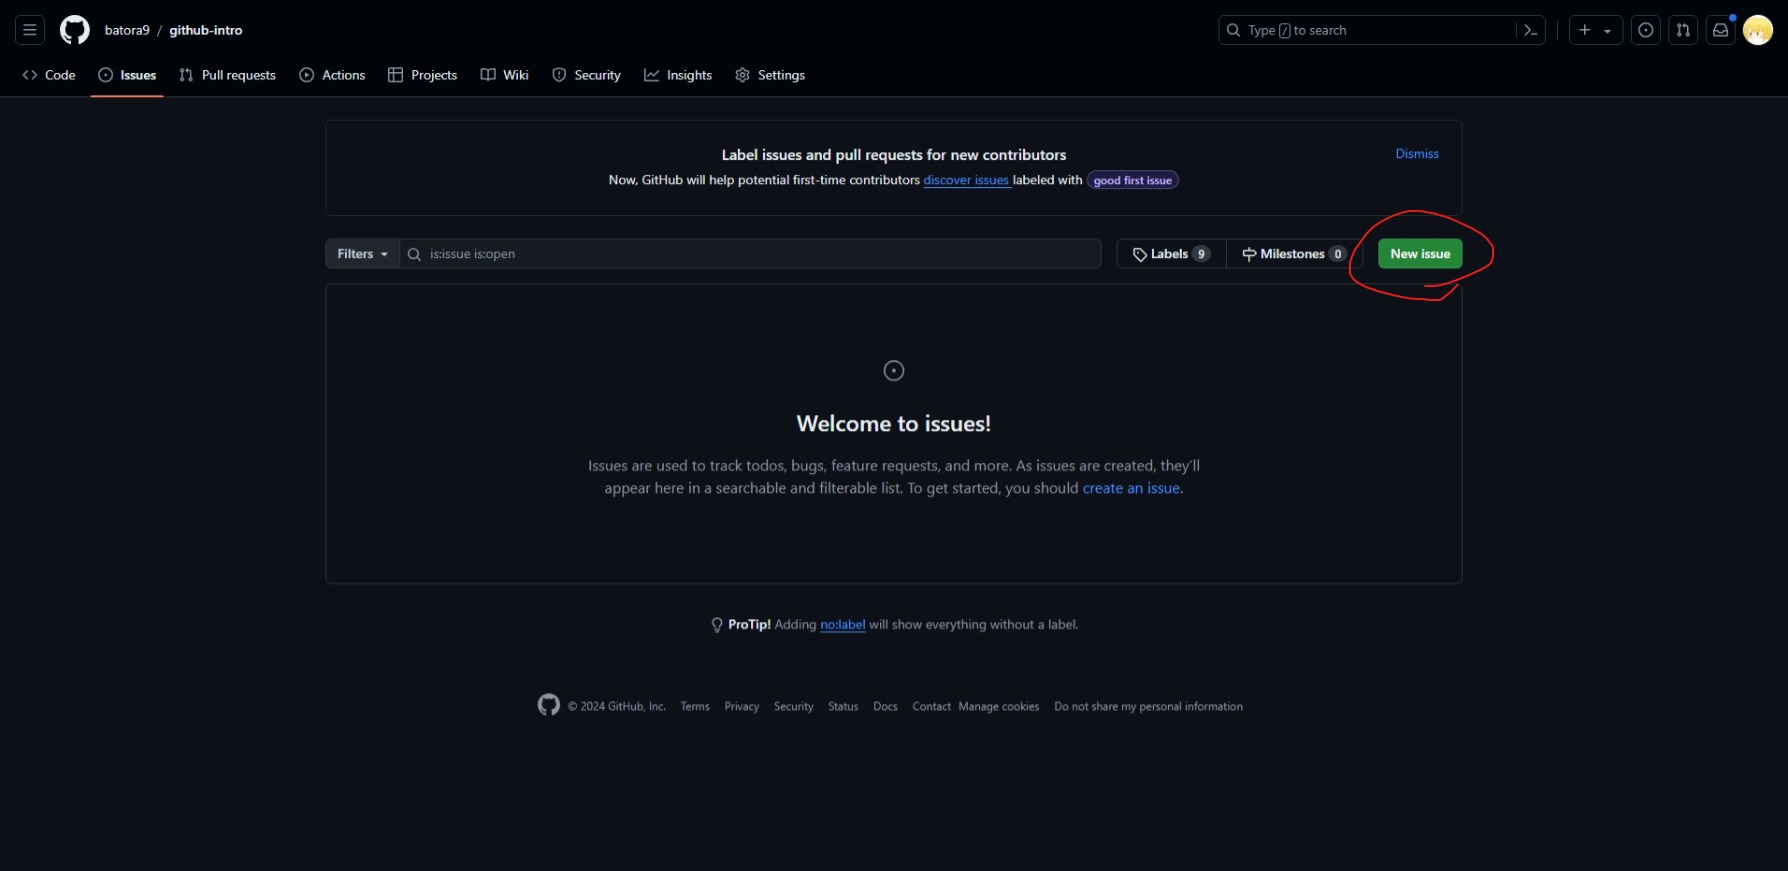 batora9 / github-intro
Type / to search
Code Issues Pull requests Actions Projects Wiki Security Insights Settings
Label issues and pull requests for new contributors
Dismiss
Now, GitHub will help potential first-time contributors discover issues labeled with good first issue
Filters is:issue is:open Labels 9 Milestones 0 New issue
Welcome to issues!
Issues are used to track todos, bugs, feature requests, and more. As issues are created, they'll
appear here in a searchable and filterable list. To get started, you should create an issue.
ProTip! Adding no:label will show everything without a label.
© 2024 GitHub, Inc. Terms Privacy Security Status Docs Contact Manage cookies Do not share my personal information